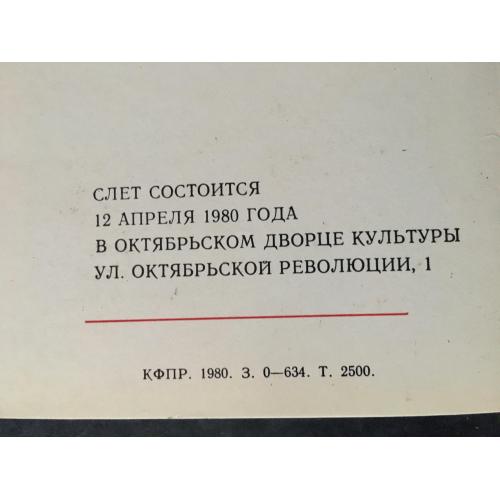 СЛЕТ СОСТОИТСЯ
12 АПРЕЛЯ 1980 ГОДА
В ОКТЯБРЬСКОМ ДВОРЦЕ КУЛЬТУРЫ
УЛ. ОКТЯБРЬСКОЙ РЕВОЛЮЦИИ, 1
КФПР. 1980. З. 0—634. Т. 2500.